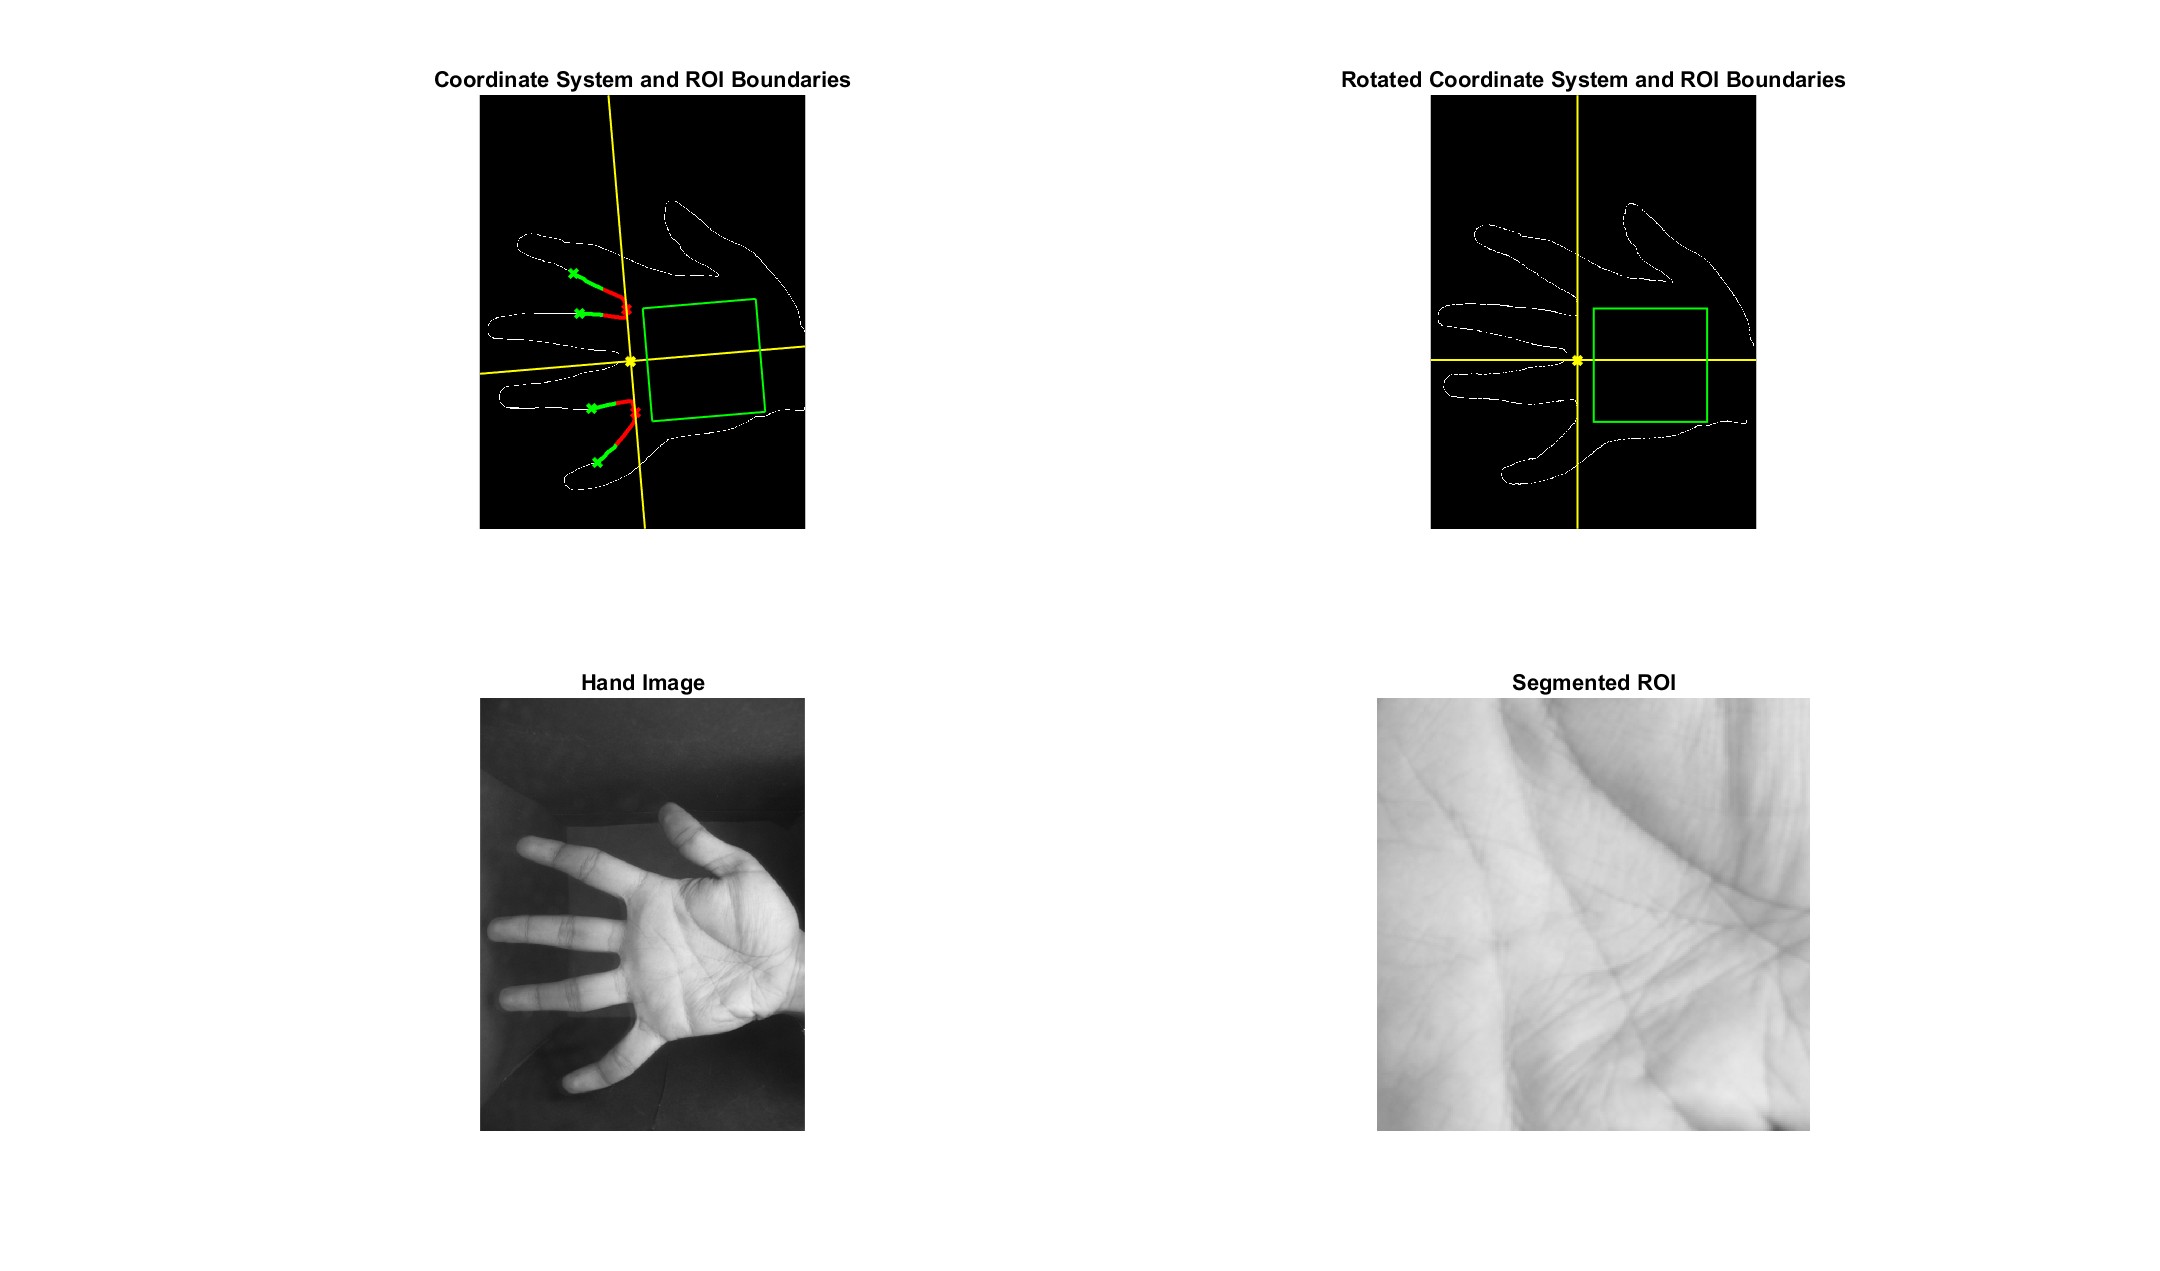 Coordinate System and ROI Boundaries
Rotated Coordinate System and ROI Boundaries
Hand Image
Segmented ROI